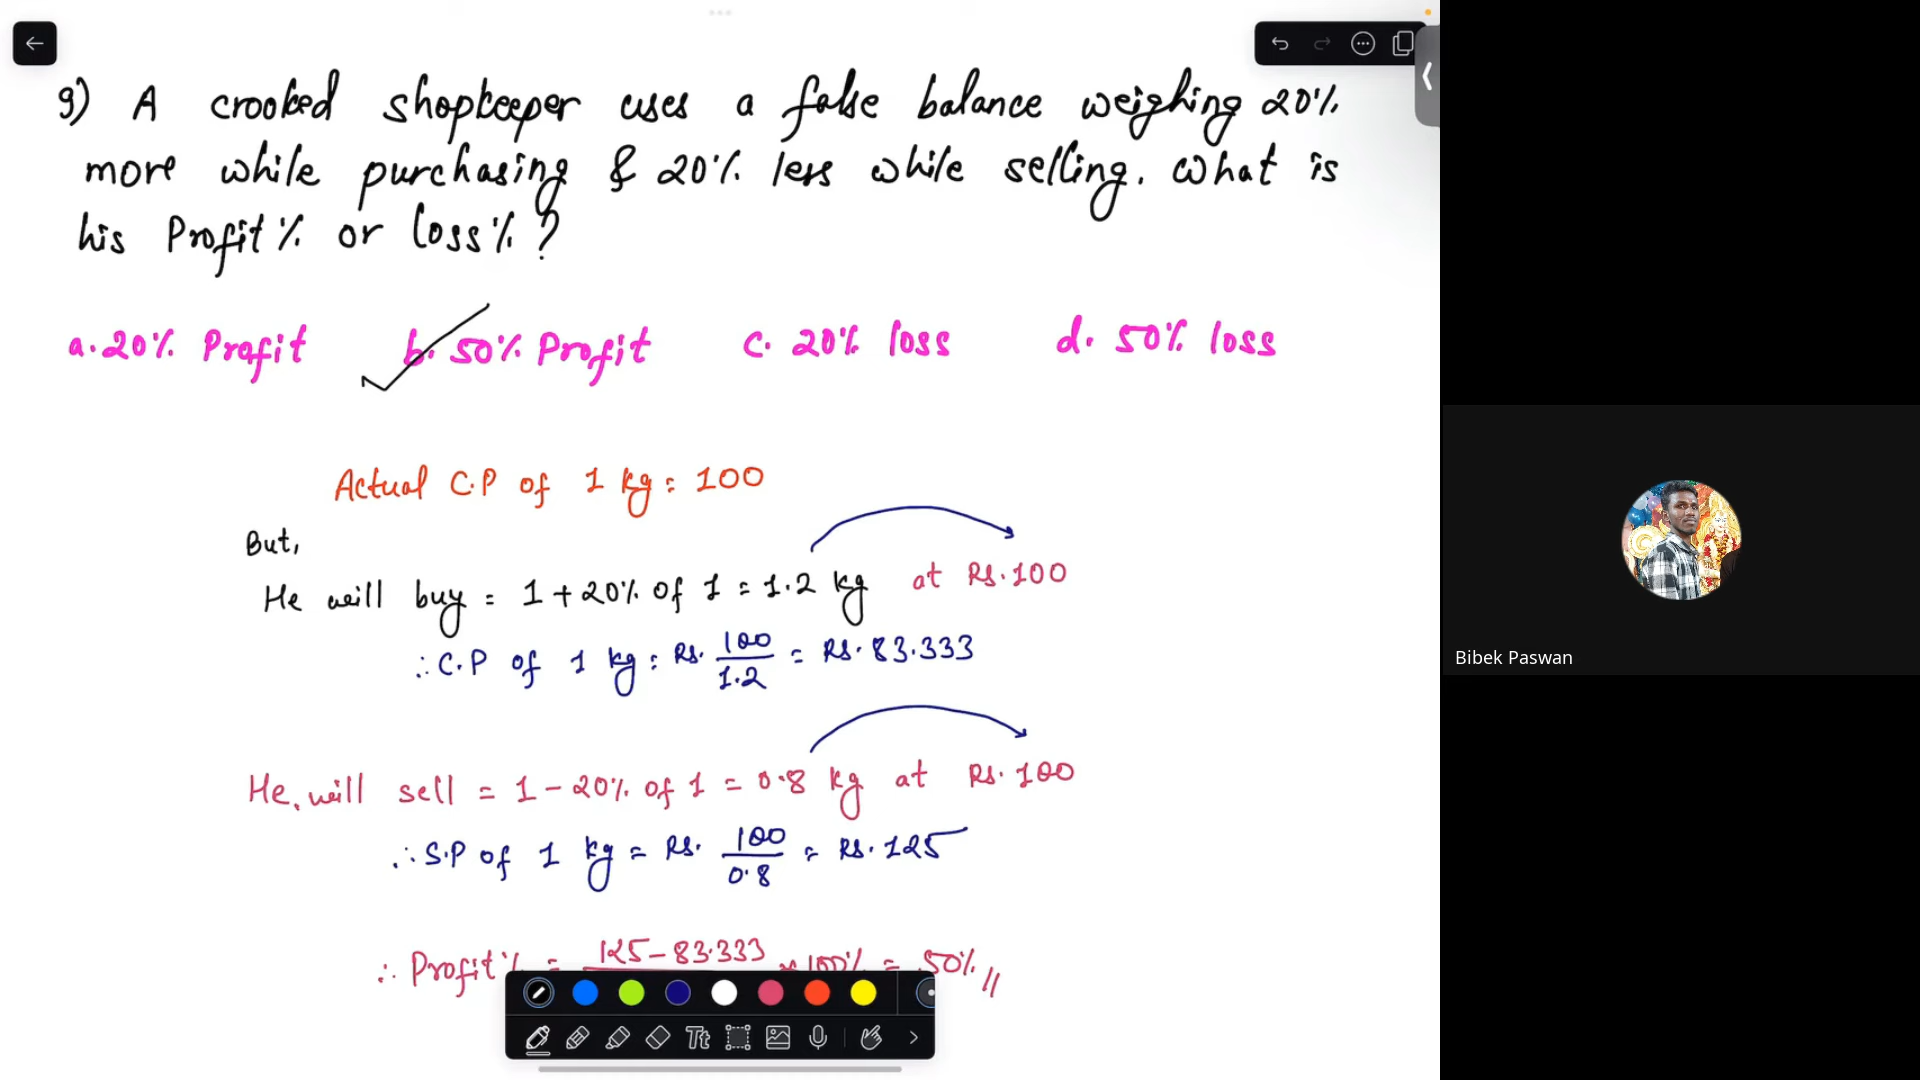 9) A crooked shopkeeper uses a false balance weighing 20%
more while purchasing & 20% less while selling. What is
his Profit% or loss%?
a. 20% Profit b. 50% Profit c. 20% loss d. 50% loss
Actual C.P of 1 kg = 100
But,
He will buy = 1 + 20% of 1 = 1.2 kg at Rs. 100
∴ C.P of 1 kg = Rs. 100/1.2 = Rs. 83.333
He will sell = 1 - 20% of 1 = 0.8 kg at Rs. 100
∴ S.P of 1 kg = Rs. 100/0.8 = Rs. 125
∴ Profit% = 125 - 83.333 × 100% = 50% //
Tt
Bibek Paswan